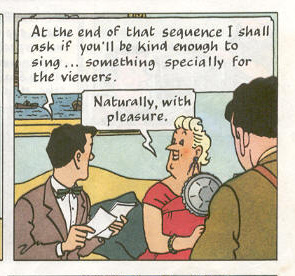 At the end of that sequence I shall
ask if you'll be kind enough to
sing... something specially for
the viewers.
Naturally, with
pleasure.